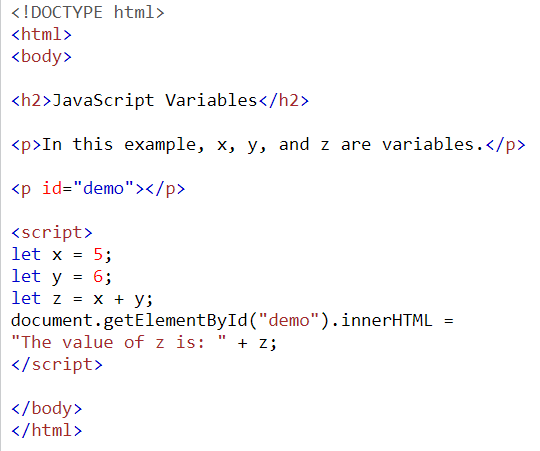 <!DOCTYPE html>
<html>
<body>
<h2>JavaScript Variables</h2>
<p>In this example, x, y, and z are variables.</p>
<p id="demo"></p>
<script>
let x = 5;
let y = 6;
let z = x + y;
document.getElementById("demo").innerHTML =
"The value of z is: " + z;
</script>
</body>
</html>